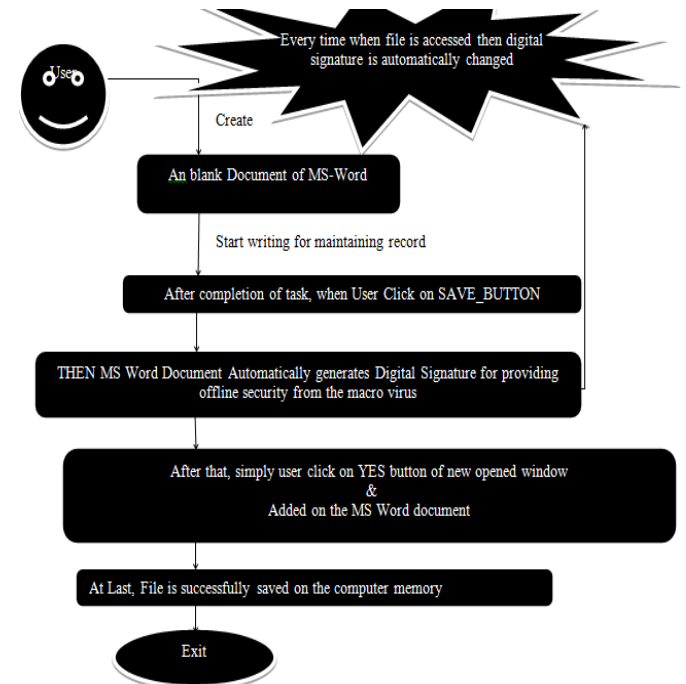 Every time when file is accessed then digital
signature is automatically changed
User
Create
An blank Document of MS-Word
Start writing for maintaining record
After completion of task, when User Click on SAVE_BUTTON
THEN MS Word Document Automatically generates Digital Signature for providing
offline security from the macro virus
After that, simply user click on YES button of new opened window
&
Added on the MS Word document
At Last, File is successfully saved on the computer memory
Exit